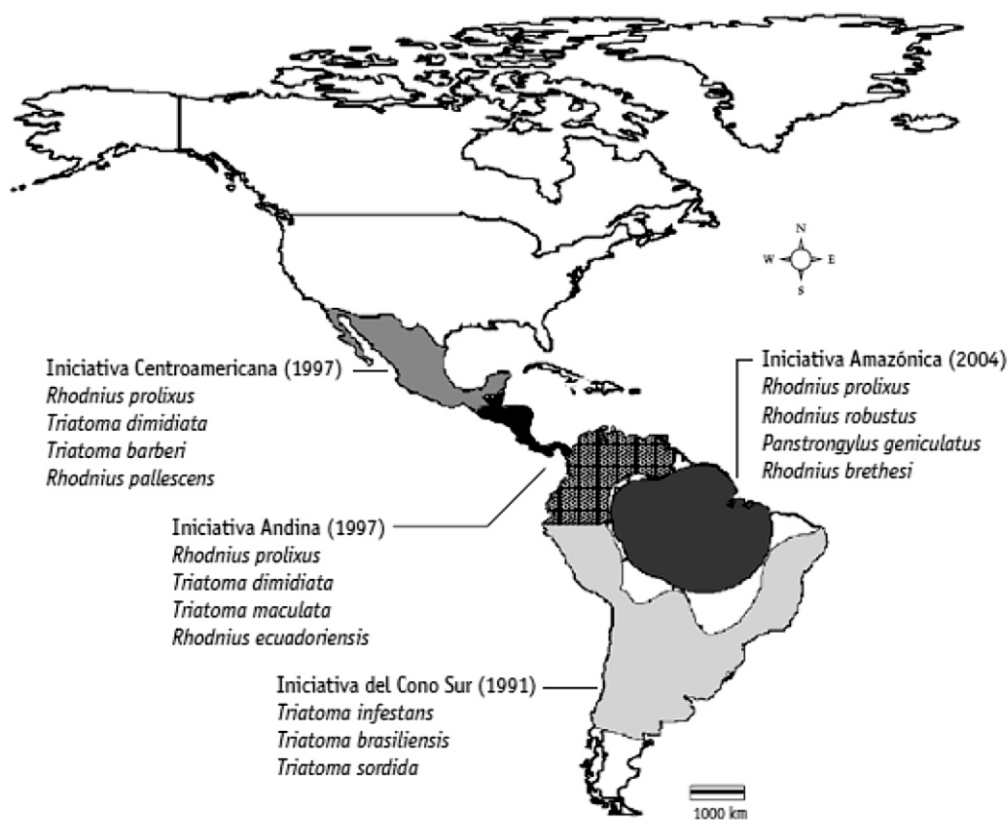 N
W E
S
Iniciativa Centroamericana (1997)
Rhodnius prolixus
Triatoma dimidiata
Triatoma barberi
Rhodnius pallescens
Iniciativa Amazónica (2004)
Rhodnius prolixus
Rhodnius robustus
Panstrongylus geniculatus
Rhodnius brethesi
Iniciativa Andina (1997)
Rhodnius prolixus
Triatoma dimidiata
Triatoma maculata
Rhodnius ecuadoriensis
Iniciativa del Cono Sur (1991)
Triatoma infestans
Triatoma brasiliensis
Triatoma sordida
1000 km